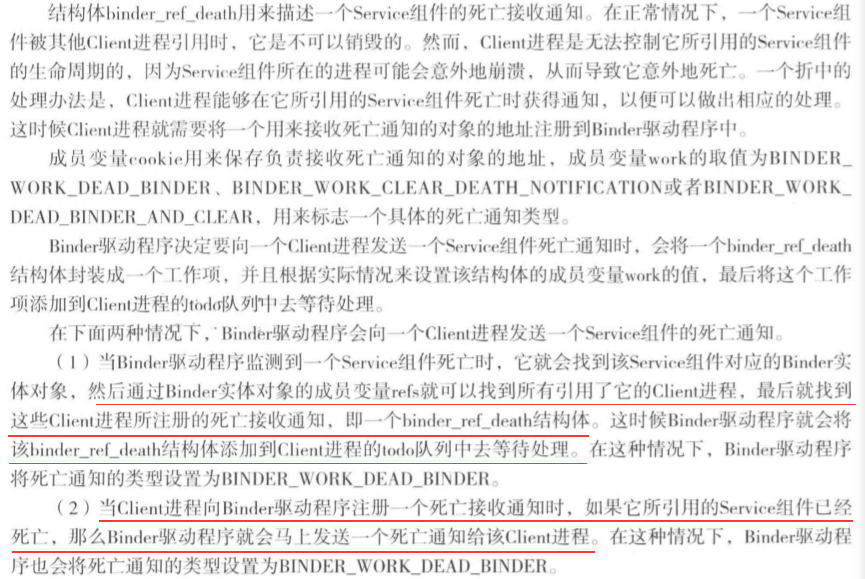 结构体binder_ref_death用来描述一个Service组件的死亡接收通知。在正常情况下，一个Service组
件被其他Client进程引用时，它是不可以销毁的。然而，Client进程是无法控制它所引用的Service组件
的生命周期的，因为Service组件所在的进程可能会意外地崩溃，从而导致它意外地死亡。一个折中的
处理办法是，Client进程能够在它所引用的Service组件死亡时获得通知，以便可以做出相应的处理。
这时候Client进程就需要将一个用来接收死亡通知的对象的地址注册到Binder驱动程序中。
成员变量cookie用来保存负责接收死亡通知的对象的地址，成员变量work的取值为BINDER_
WORK_DEAD_BINDER、BINDER_WORK_CLEAR_DEATH_NOTIFICATION或者BINDER_WORK_
DEAD_BINDER_AND_CLEAR，用来标志一个具体的死亡通知类型。
Binder驱动程序决定要向一个Client进程发送一个Service组件死亡通知时，会将一个binder_ref_death
结构体封装成一个工作项，并且根据实际情况来设置该结构体的成员变量work的值，最后将这个工作
项添加到Client进程的todo队列中去等待处理。
在下面两种情况下，Binder驱动程序会向一个Client进程发送一个Service组件的死亡通知。
（1）当Binder驱动程序监测到一个Service组件死亡时，它就会找到该Service组件对应的Binder实
体对象，然后通过Binder实体对象的成员变量refs就可以找到所有引用了它的Client进程，最后就找到
这些Client进程所注册的死亡接收通知，即一个binder_ref_death结构体。这时候Binder驱动程序就会将
该binder_ref_death结构体添加到Client进程的todo队列中去等待处理。在这种情况下，Binder驱动程序
将死亡通知的类型设置为BINDER_WORK_DEAD_BINDER。
（2）当Client进程向Binder驱动程序注册一个死亡接收通知时，如果它所引用的Service组件已经
死亡，那么Binder驱动程序就会马上发送一个死亡通知给该Client进程。在这种情况下，Binder驱动程
序也会将死亡通知的类型设置为BINDER_WORK_DEAD_BINDER。